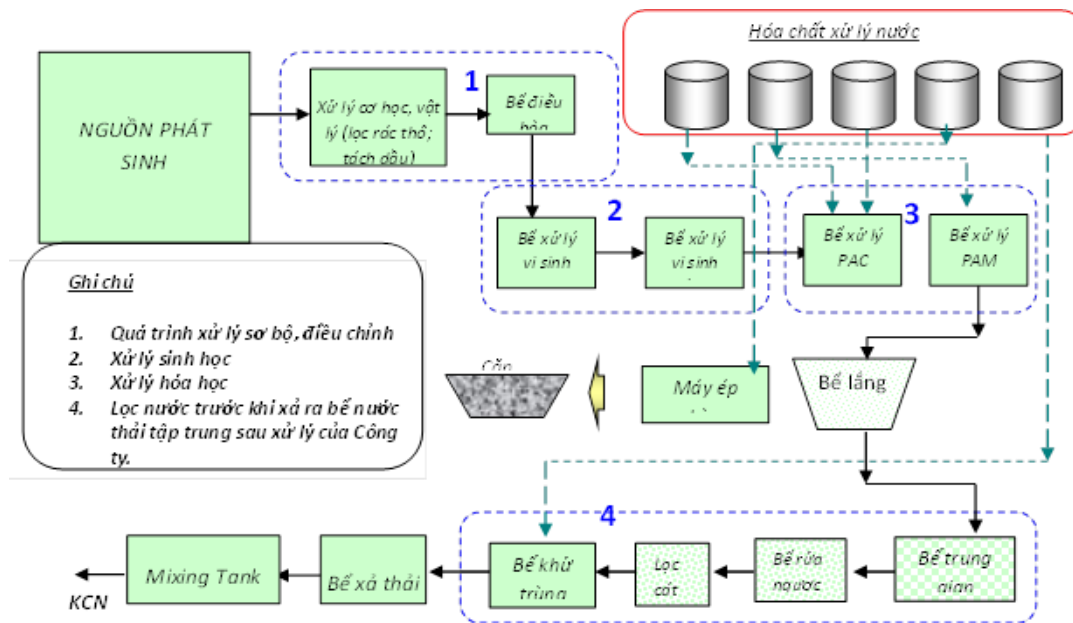 Hóa chất xử lý nước
NGUỒN PHÁT
SINH
1
Xử lý cơ học, vật
lý (lọc rác thô;
tách dầu)
Bể điều
hòa
2
Bể xử lý
vi sinh
Bể xử lý
vi sinh
3
Bể xử lý
PAC
Bể xử lý
PAM
Ghi chú
1. Quá trình xử lý sơ bộ, điều chỉnh
2. Xử lý sinh học
3. Xử lý hóa học
4. Lọc nước trước khi xả ra bể nước
thải tập trung sau xử lý của Công
ty.
Cặn
Máy ép
Bể lắng
4
KCN
Mixing Tank
Bể xả thải
Bể khử
trùng
Lọc
cát
Bể rửa
ngược
Bể trung
gian